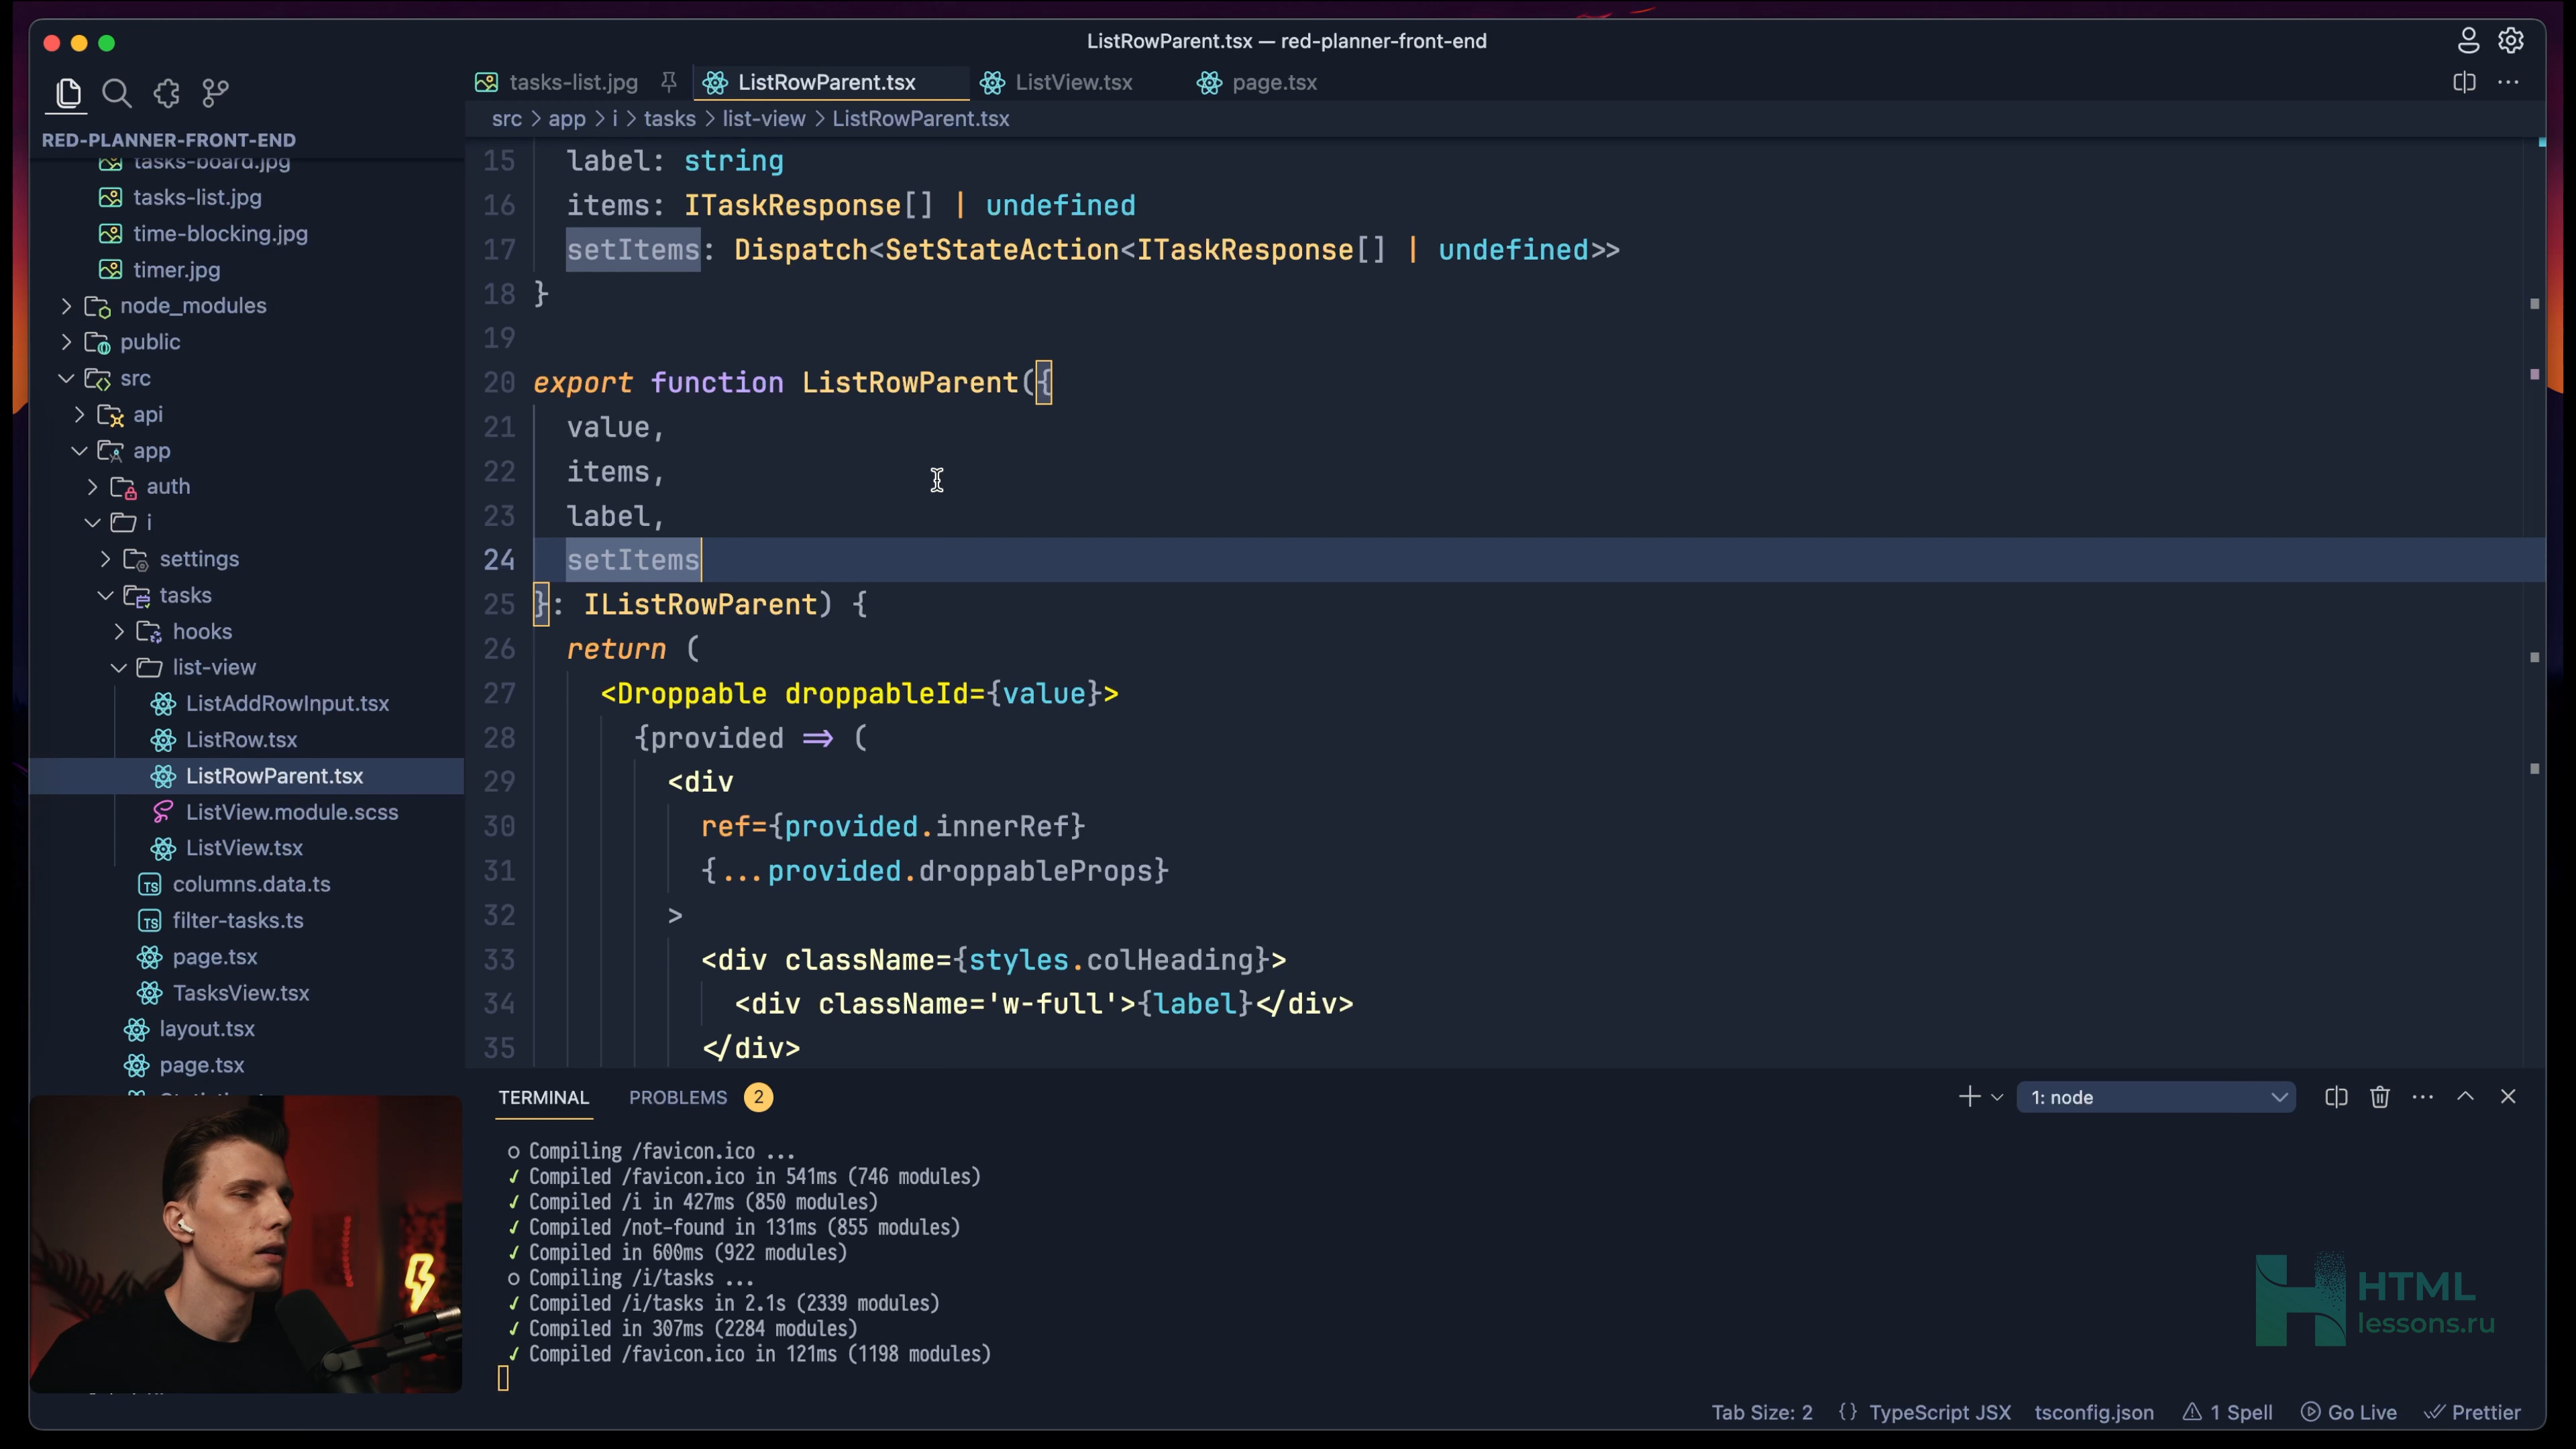 ListRowParent.tsx — red-planner-front-end
tasks-list.jpg
ListRowParent.tsx
ListView.tsx
page.tsx
src > app > i > tasks > list-view > ListRowParent.tsx
RED-PLANNER-FRONT-END
tasks-board.jpg
tasks-list.jpg
time-blocking.jpg
timer.jpg
node_modules
public
src
api
app
auth
i
settings
tasks
hooks
list-view
ListAddRowInput.tsx
ListRow.tsx
ListRowParent.tsx
ListView.module.scss
ListView.tsx
columns.data.ts
filter-tasks.ts
page.tsx
TasksView.tsx
layout.tsx
page.tsx
15 label: string
16 items: ITaskResponse[] | undefined
17 setItems: Dispatch<SetStateAction<ITaskResponse[] | undefined>>
18 }
19
20 export function ListRowParent({
21 value,
22 items,
23 label,
24 setItems
25 }: IListRowParent) {
26 return (
27 <Droppable droppableId={value}>
28 {provided => (
29 <div
30 ref={provided.innerRef}
31 {...provided.droppableProps}
32 >
33 <div className={styles.colHeading}>
34 <div className='w-full'>{label}</div>
35 </div>
TERMINAL PROBLEMS 2
1: node
○ Compiling /favicon.ico ...
✓ Compiled /favicon.ico in 541ms (746 modules)
✓ Compiled /i in 427ms (850 modules)
✓ Compiled /not-found in 131ms (855 modules)
✓ Compiled in 600ms (922 modules)
○ Compiling /i/tasks ...
✓ Compiled /i/tasks in 2.1s (2339 modules)
✓ Compiled in 307ms (2284 modules)
✓ Compiled /favicon.ico in 121ms (1198 modules)
HTML
lessons.ru
Tab Size: 2 {} TypeScript JSX tsconfig.json 1 Spell Go Live Prettier